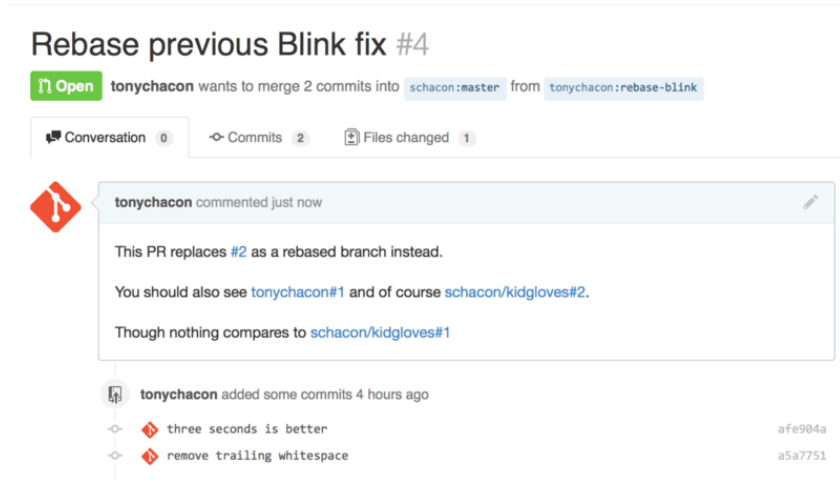 Rebase previous Blink fix #4
Open tonychacon wants to merge 2 commits into schacon:master from tonychacon:rebase-blink
Conversation 0 Commits 2 Files changed 1
tonychacon commented just now
This PR replaces #2 as a rebased branch instead.
You should also see tonychacon#1 and of course schacon/kidgloves#2.
Though nothing compares to schacon/kidgloves#1
tonychacon added some commits 4 hours ago
three seconds is better afe904a
remove trailing whitespace a5a7751